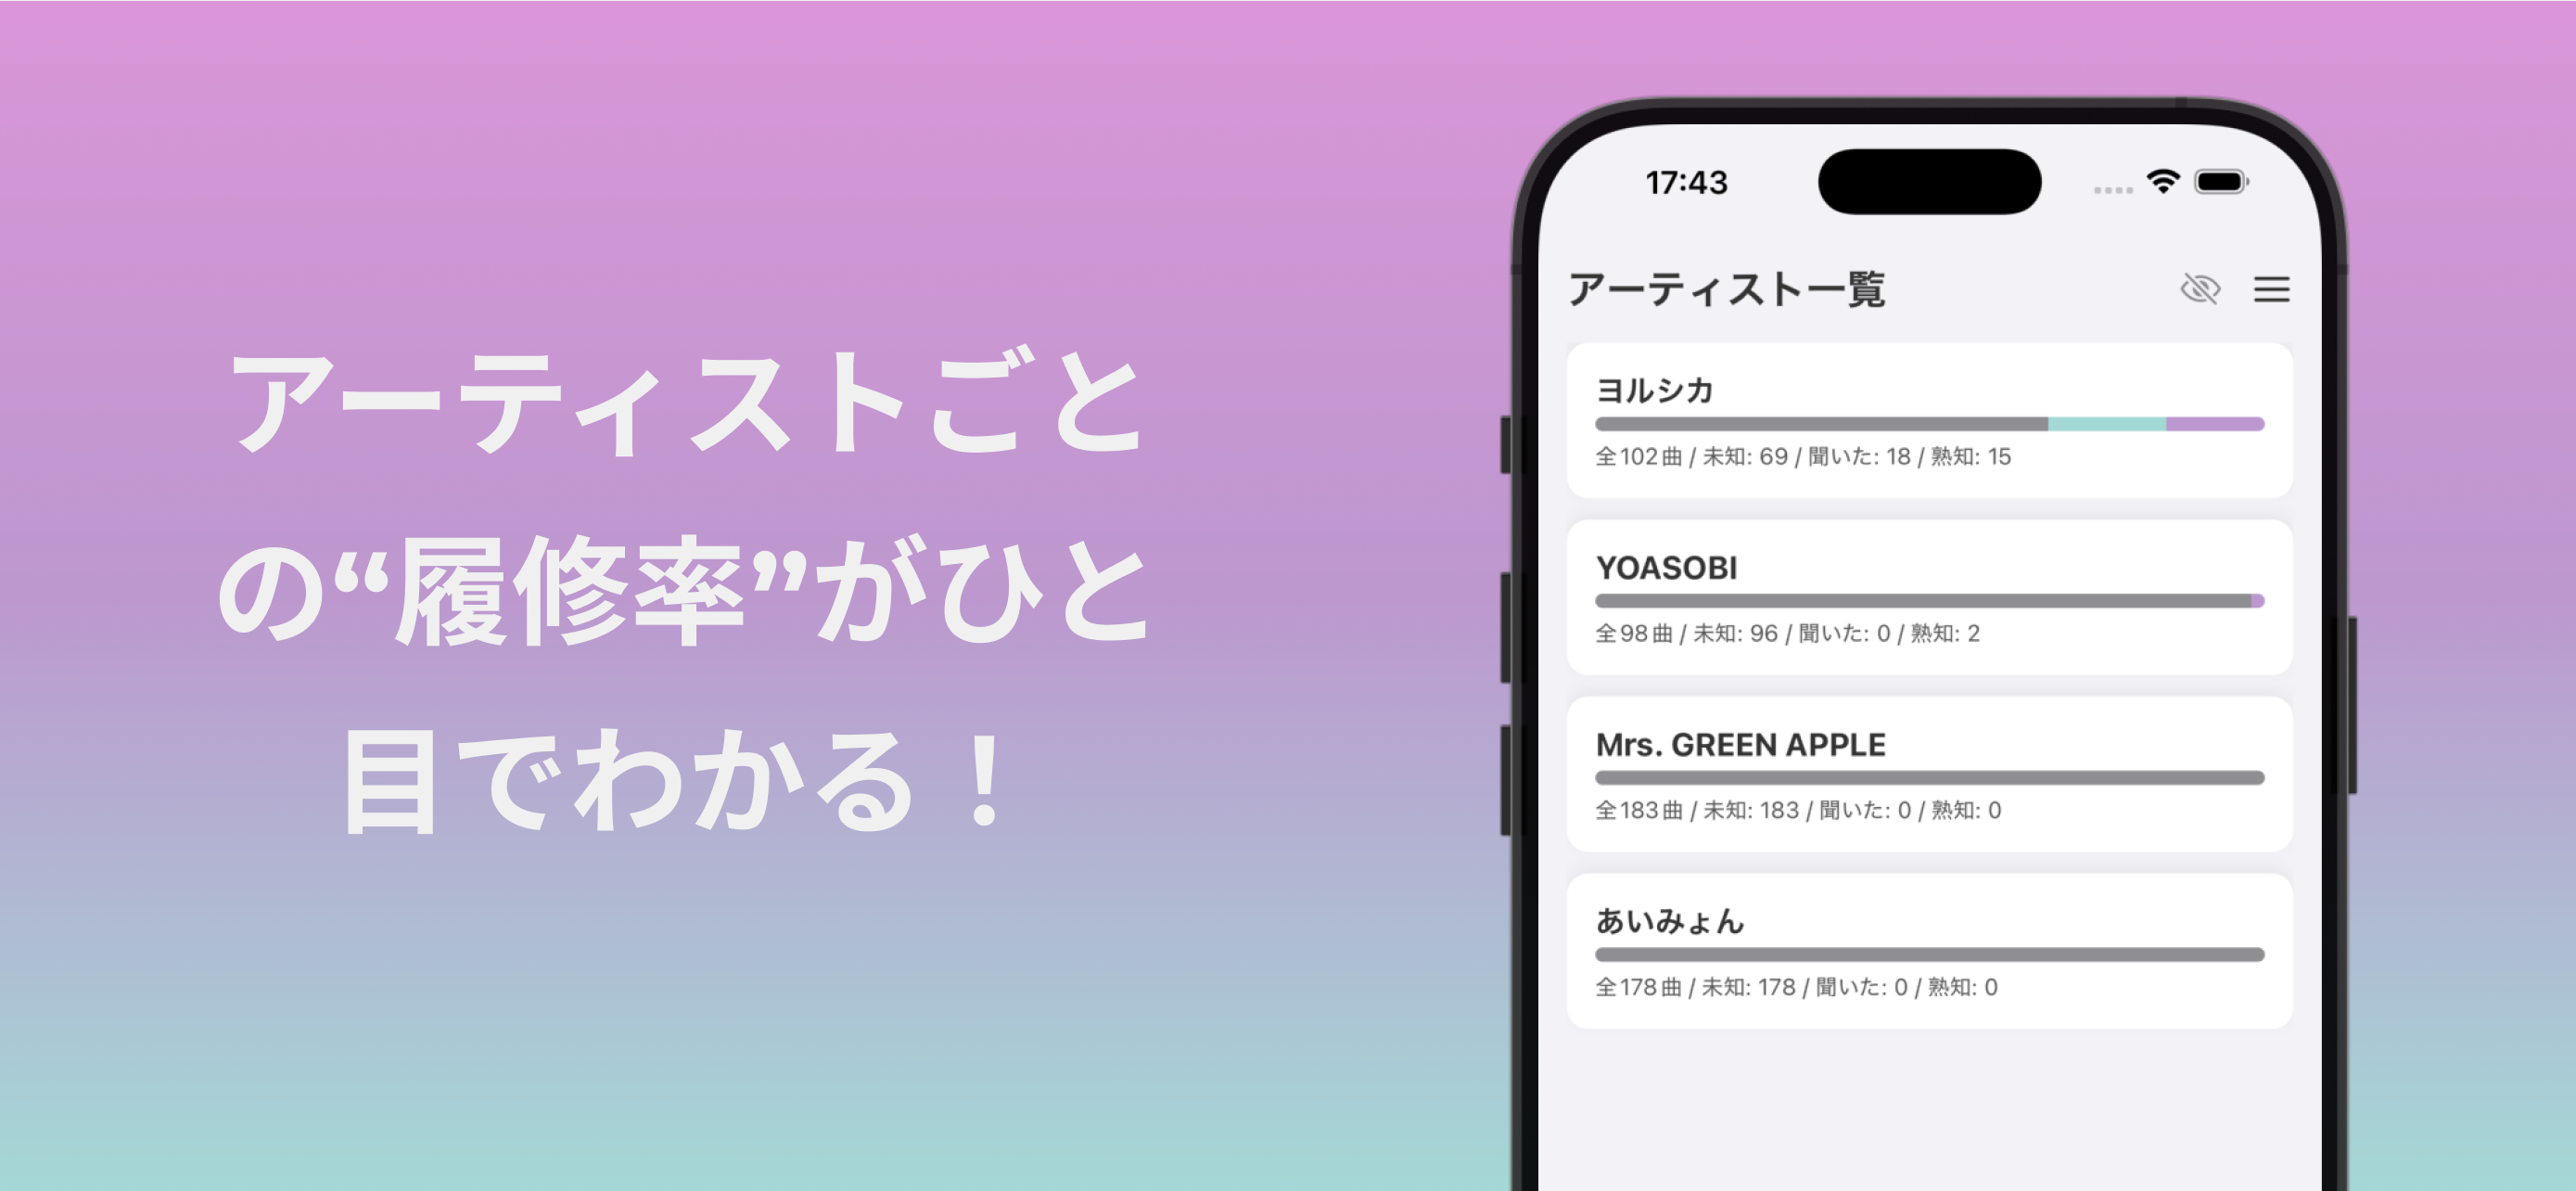 アーティストごと
の“履修率”がひと
目でわかる！
17:43
アーティスト一覧
ヨルシカ
全102曲 / 未知: 69 / 聞いた: 18 / 熟知: 15
YOASOBI
全98曲 / 未知: 96 / 聞いた: 0 / 熟知: 2
Mrs. GREEN APPLE
全183曲 / 未知: 183 / 聞いた: 0 / 熟知: 0
あいみょん
全178曲 / 未知: 178 / 聞いた: 0 / 熟知: 0